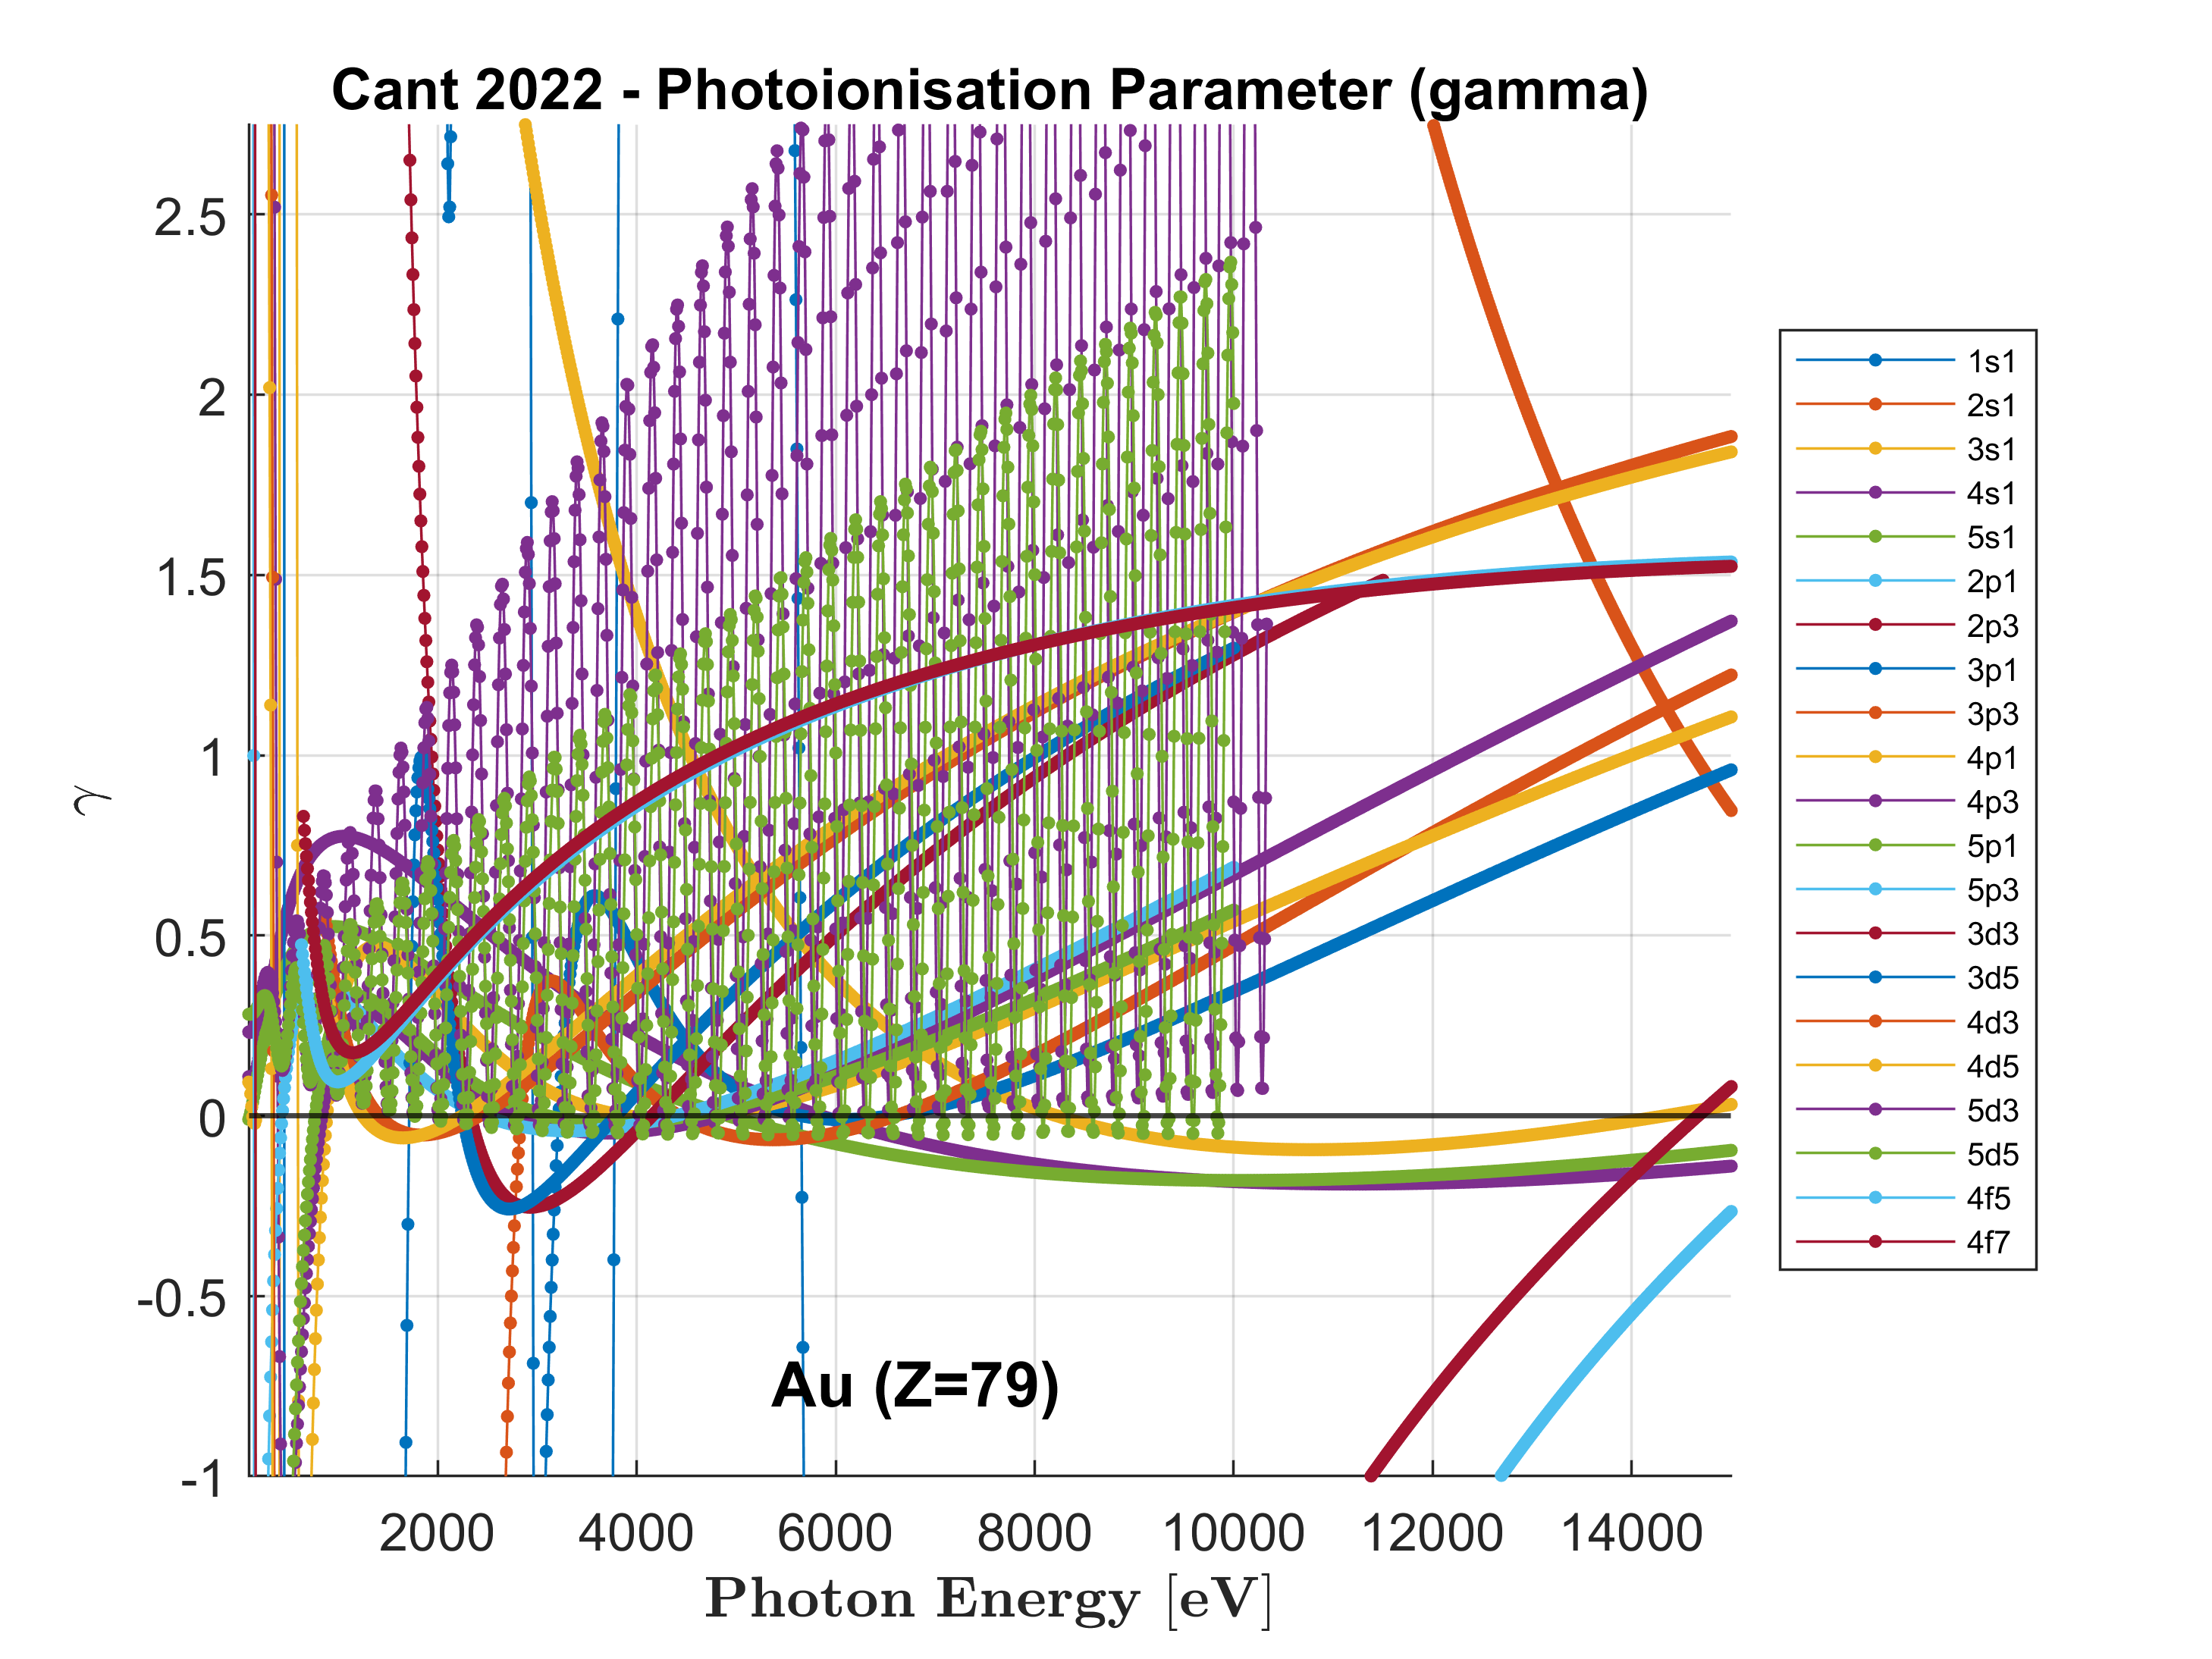 Cant 2022 - Photoionisation Parameter (gamma)
2.5
2
1.5
1
0.5
0
-0.5
-1
γ
Au (Z=79)
2000 4000 6000 8000 10000 12000 14000
Photon Energy [eV]
1s1
2s1
3s1
4s1
5s1
2p1
2p3
3p1
3p3
4p1
4p3
5p1
5p3
3d3
3d5
4d3
4d5
5d3
5d5
4f5
4f7